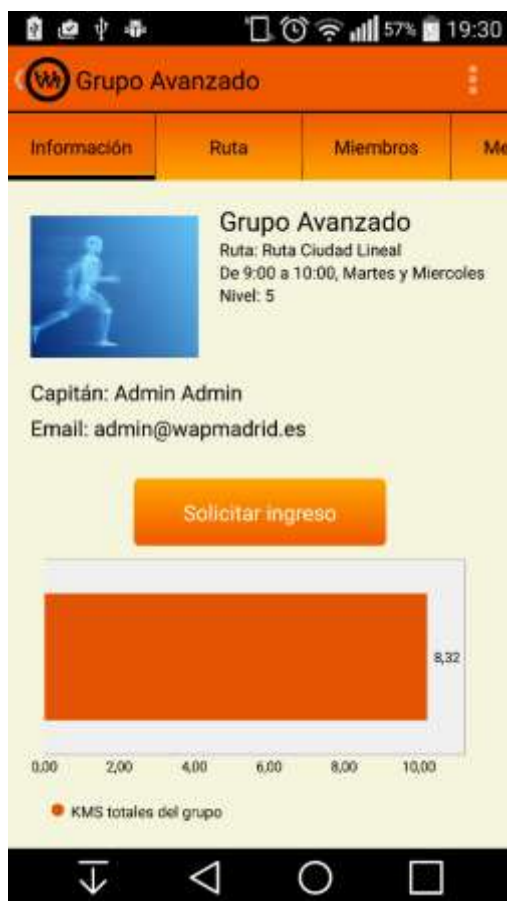 57% 19:30
Grupo Avanzado
Información Ruta Miembros Me
Grupo Avanzado
Ruta: Ruta Ciudad Lineal
De 9:00 a 10:00, Martes y Miercoles
Nivel: 5
Capitán: Admin Admin
Email: admin@wapmadrid.es
Solicitar ingreso
8,32
0,00 2,00 4,00 6,00 8,00 10,00
KMS totales del grupo